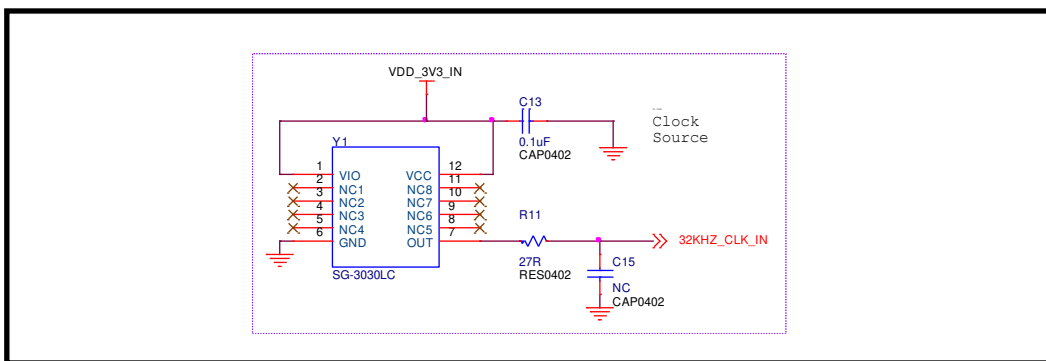 VDD_3V3_IN
C13
0.1uF
CAP0402
Clock
Source
Y1
1 VIO VCC 12
2 NC1 NC8 11
3 NC2 NC7 10
4 NC3 NC6 9
5 NC4 NC5 8
6 GND OUT 7
SG-3030LC
R11
27R
RES0402
32KHZ_CLK_IN
C15
NC
CAP0402